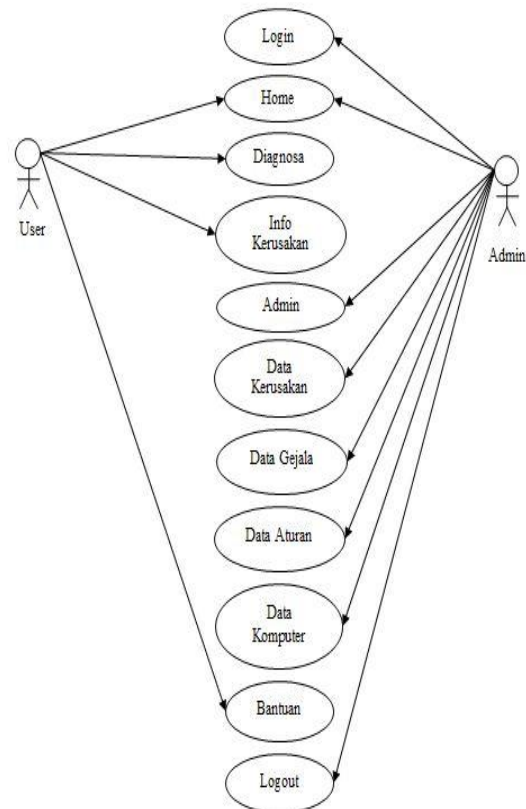 Login
Home
Diagnosa
User
Info
Kerusakan
Admin
Admin
Data
Kerusakan
Data Gejala
Data Aturan
Data
Komputer
Bantuan
Logout